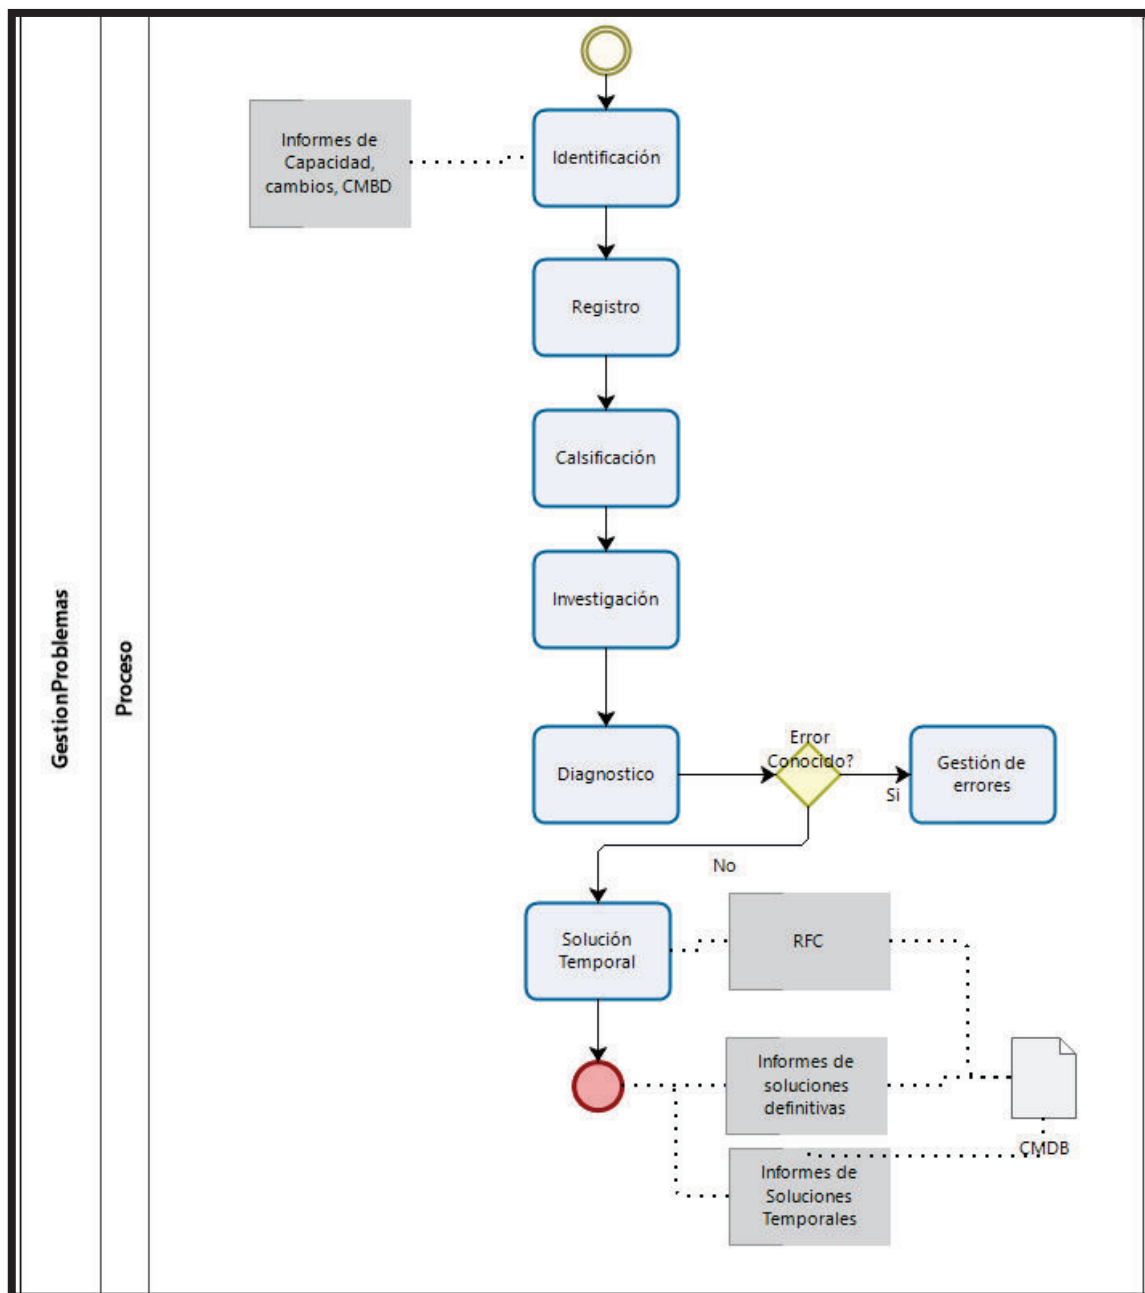 GestionProblemas
Proceso
Informes de
Capacidad,
cambios, CMBD
Identificación
Registro
Calsificación
Investigación
Diagnostico
Error
Conocido?
Si
Gestión de
errores
No
Solución
Temporal
RFC
Informes de
soluciones
definitivas
CMDB
Informes de
Soluciones
Temporales